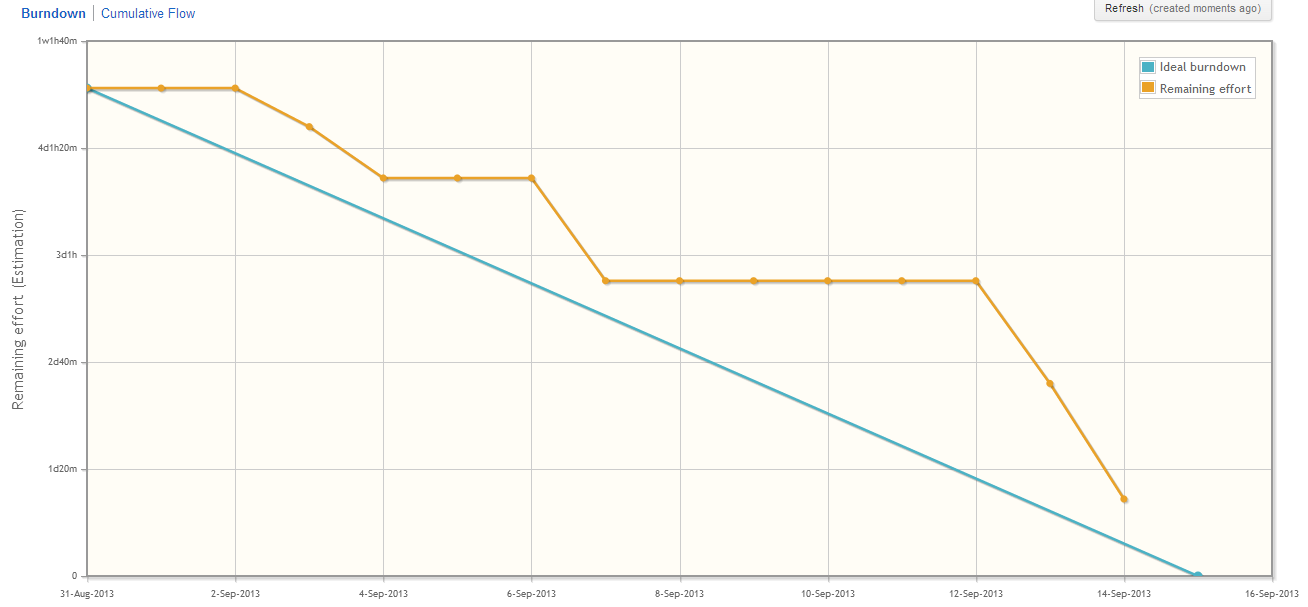 Burndown | Cumulative Flow
Refresh (created moments ago)
1w1h40m
4d1h20m
3d1h
2d40m
1d20m
0
Remaining effort (Estimation)
Ideal burndown
Remaining effort
31-Aug-2013 2-Sep-2013 4-Sep-2013 6-Sep-2013 8-Sep-2013 10-Sep-2013 12-Sep-2013 14-Sep-2013 16-Sep-2013